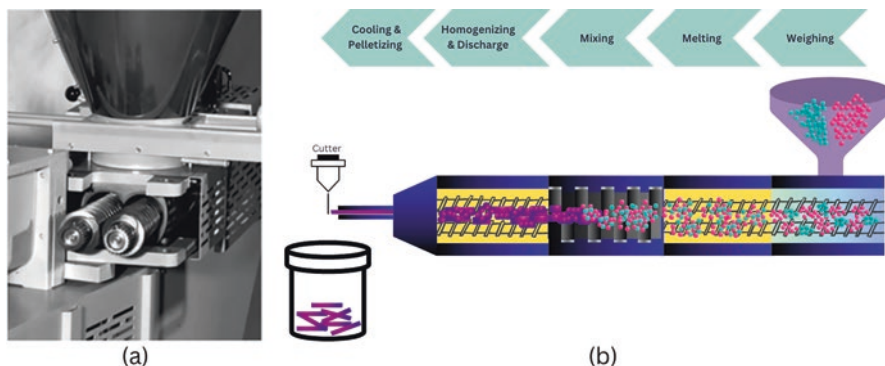 Cooling &
Pelletizing
Homogenizing
& Discharge
Mixing
Melting
Weighing
Cutter
(a)
(b)